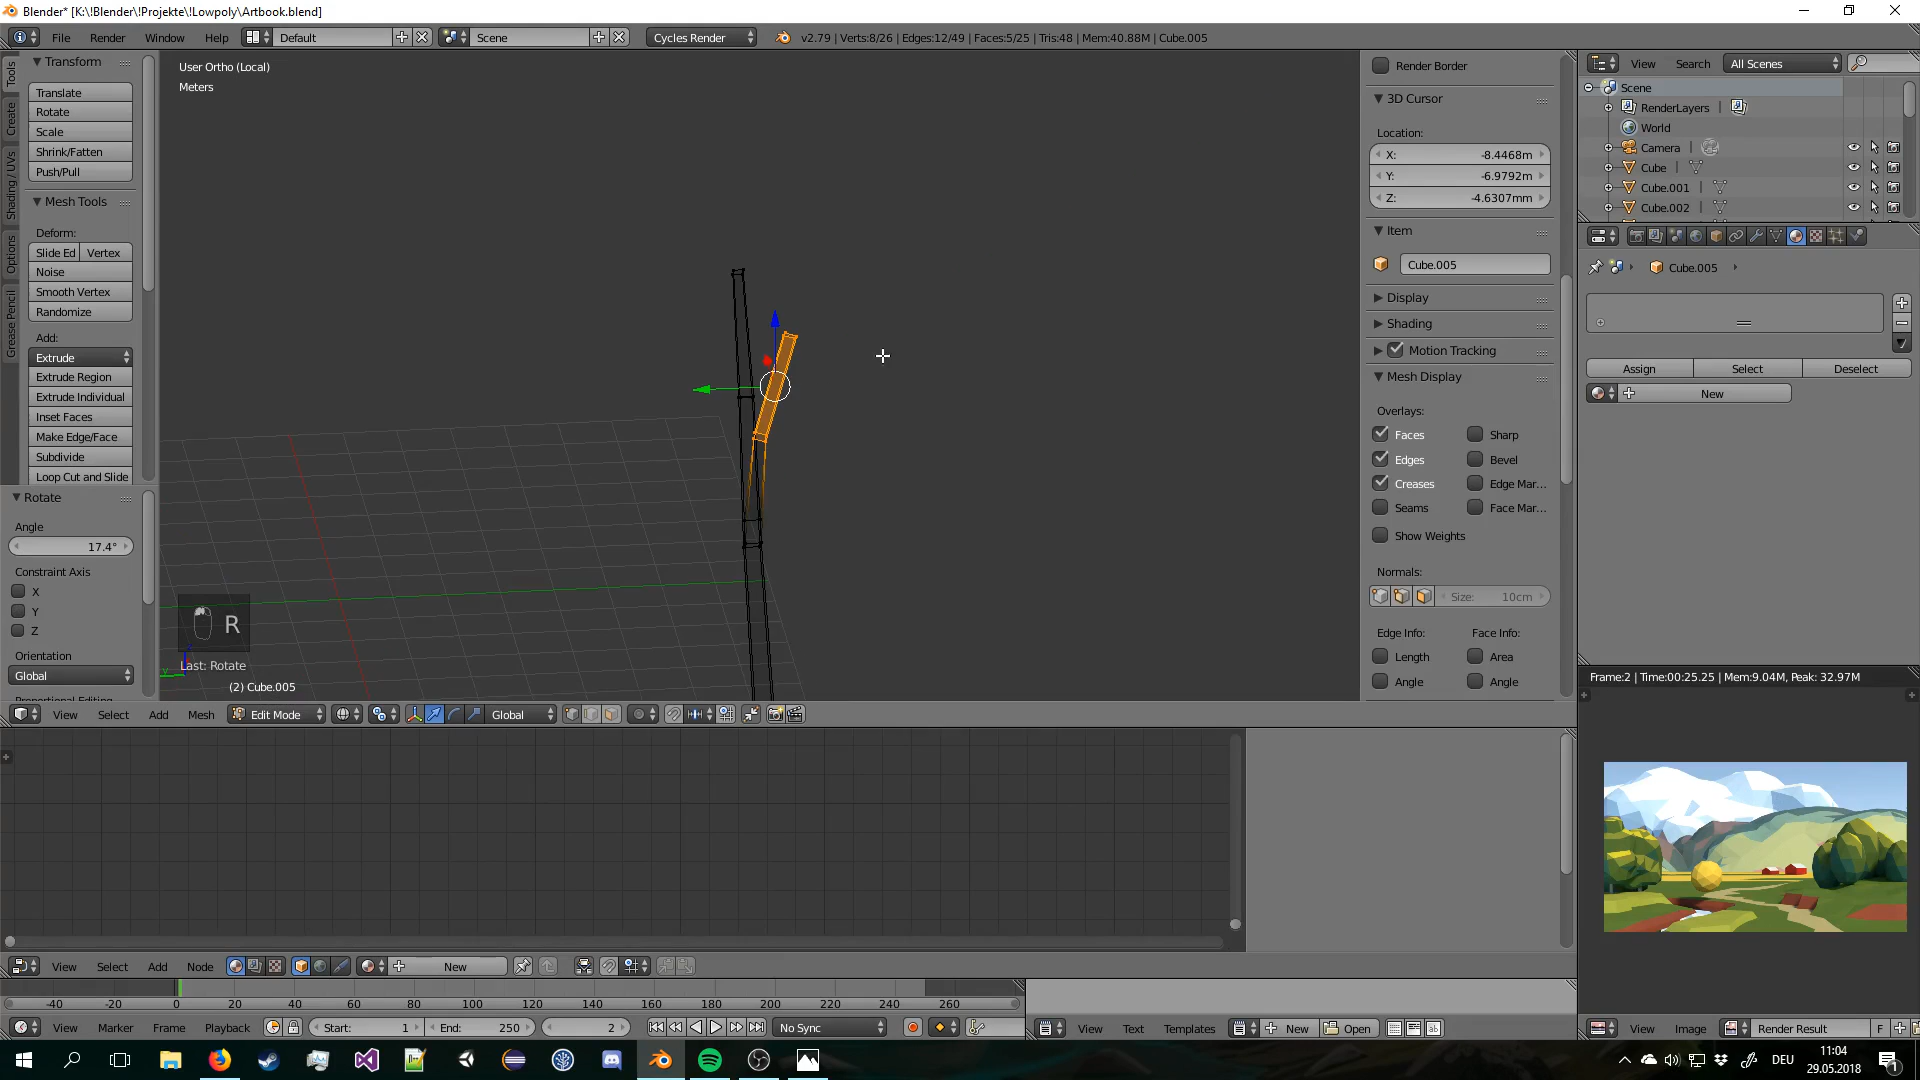 Blender* [K:\!Blender\!Projekte\!Lowpoly\Artbook.blend]
File Render Window Help Default Scene Cycles Render v2.79 | Verts:8/26 | Edges:12/49 | Faces:5/25 | Tris:48 | Mem:40.88M | Cube.005
Tools
Create
Shading / UVs
Options
Grease Pencil
Transform
Translate
Rotate
Scale
Shrink/Fatten
Push/Pull
Mesh Tools
Deform:
Slide Ed Vertex
Noise
Smooth Vertex
Randomize
Add:
Extrude
Extrude Region
Extrude Individual
Inset Faces
Make Edge/Face
Subdivide
Loop Cut and Slide
Rotate
Angle
17.4°
Constraint Axis
X
Y
Z
Orientation
Global
Proportional Editing
User Ortho (Local)
Meters
R
Last: Rotate
(2) Cube.005
Render Border
3D Cursor
Location:
X: -8.4468m
Y: -6.9792m
Z: -4.6307mm
Item
Cube.005
Display
Shading
Motion Tracking
Mesh Display
Overlays:
Faces Sharp
Edges Bevel
Creases Edge Mar...
Seams Face Mar...
Show Weights
Normals:
Size: 10cm
Edge Info: Face Info:
Length Area
Angle Angle
View Search All Scenes
Scene
RenderLayers |
World
Camera |
Cube |
Cube.001 |
Cube.002 |
Cube.005
Assign Select Deselect
New
Frame:2 | Time:00:25.25 | Mem:9.04M, Peak: 32.97M
View Select Add Mesh Edit Mode Global
View Select Add Node New
-40 -20 0 20 40 60 80 100 120 140 160 180 200 220 240 260
View Marker Frame Playback Start: 1 End: 250 2 No Sync
View Text Templates New Open
View Image Render Result F
DEU
11:04
29.05.2018
1